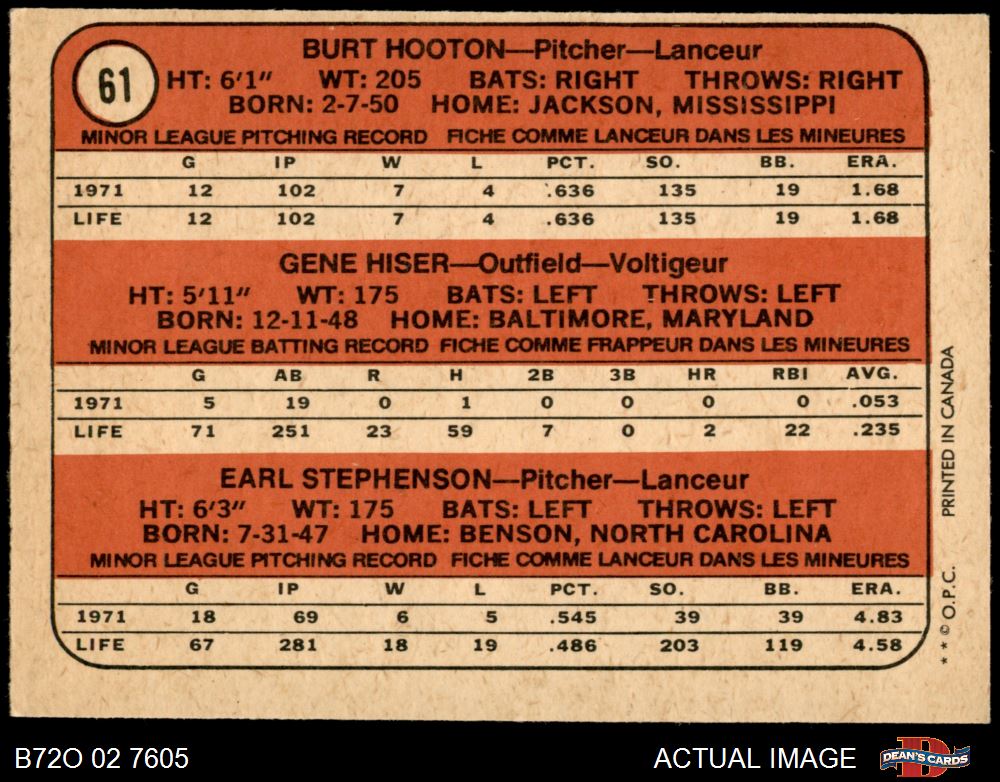 61
BURT HOOTON—Pitcher—Lanceur
HT: 6'1" WT: 205 BATS: RIGHT THROWS: RIGHT
BORN: 2-7-50 HOME: JACKSON, MISSISSIPPI
MINOR LEAGUE PITCHING RECORD FICHE COMME LANCEUR DANS LES MINEURES
G IP W L PCT. SO. BB. ERA.
1971 12 102 7 4 .636 135 19 1.68
LIFE 12 102 7 4 .636 135 19 1.68
GENE HISER—Outfield—Voltigeur
HT: 5'11" WT: 175 BATS: LEFT THROWS: LEFT
BORN: 12-11-48 HOME: BALTIMORE, MARYLAND
MINOR LEAGUE BATTING RECORD FICHE COMME FRAPPEUR DANS LES MINEURES
G AB R H 2B 3B HR RBI AVG.
1971 5 19 0 1 0 0 0 0 .053
LIFE 71 251 23 59 7 0 2 22 .235
EARL STEPHENSON—Pitcher—Lanceur
HT: 6'3" WT: 175 BATS: LEFT THROWS: LEFT
BORN: 7-31-47 HOME: BENSON, NORTH CAROLINA
MINOR LEAGUE PITCHING RECORD FICHE COMME LANCEUR DANS LES MINEURES
G IP W L PCT. SO. BB. ERA.
1971 18 69 6 5 .545 39 39 4.83
LIFE 67 281 18 19 .486 203 119 4.58
* * © O.P.C. PRINTED IN CANADA
B72O 02 7605 ACTUAL IMAGE DEAN'S CARDS